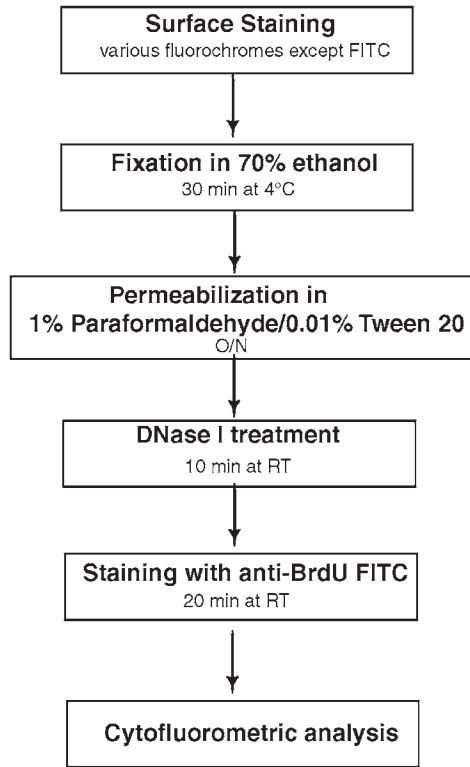 Surface Staining
various fluorochromes except FITC
Fixation in 70% ethanol
30 min at 4°C
Permeabilization in
1% Paraformaldehyde/0.01% Tween 20
O/N
DNase I treatment
10 min at RT
Staining with anti-BrdU FITC
20 min at RT
Cytofluorometric analysis